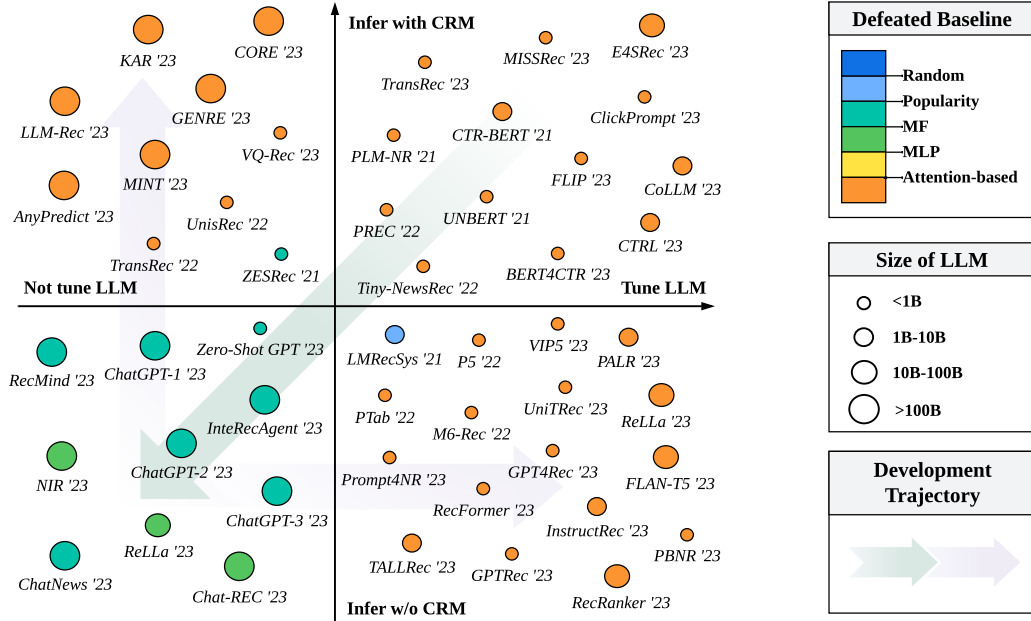 Infer with CRM
KAR '23
CORE '23
TransRec '23
MISSRec '23
E4SRec '23
LLM-Rec '23
GENRE '23
VQ-Rec '23
PLM-NR '21
CTR-BERT '21
ClickPrompt '23
MINT '23
AnyPredict '23
UnisRec '22
PREC '22
UNBERT '21
FLIP '23
CoLLM '23
CTRL '23
TransRec '22
ZESRec '21
Tiny-NewsRec '22
BERT4CTR '23
Not tune LLM
Tune LLM
RecMind '23
ChatGPT-1 '23
Zero-Shot GPT '23
LMRecSys '21
P5 '22
VIP5 '23
PALR '23
InteRecAgent '23
PTab '22
M6-Rec '22
UniTRec '23
ReLLa '23
NIR '23
ChatGPT-2 '23
Prompt4NR '23
GPT4Rec '23
FLAN-T5 '23
ChatGPT-3 '23
RecFormer '23
InstructRec '23
ReLLa '23
ChatNews '23
Chat-REC '23
TALLRec '23
GPTRec '23
PBNR '23
RecRanker '23
Infer w/o CRM
Defeated Baseline
Random
Popularity
MF
MLP
Attention-based
Size of LLM
<1B
1B-10B
10B-100B
>100B
Development
Trajectory